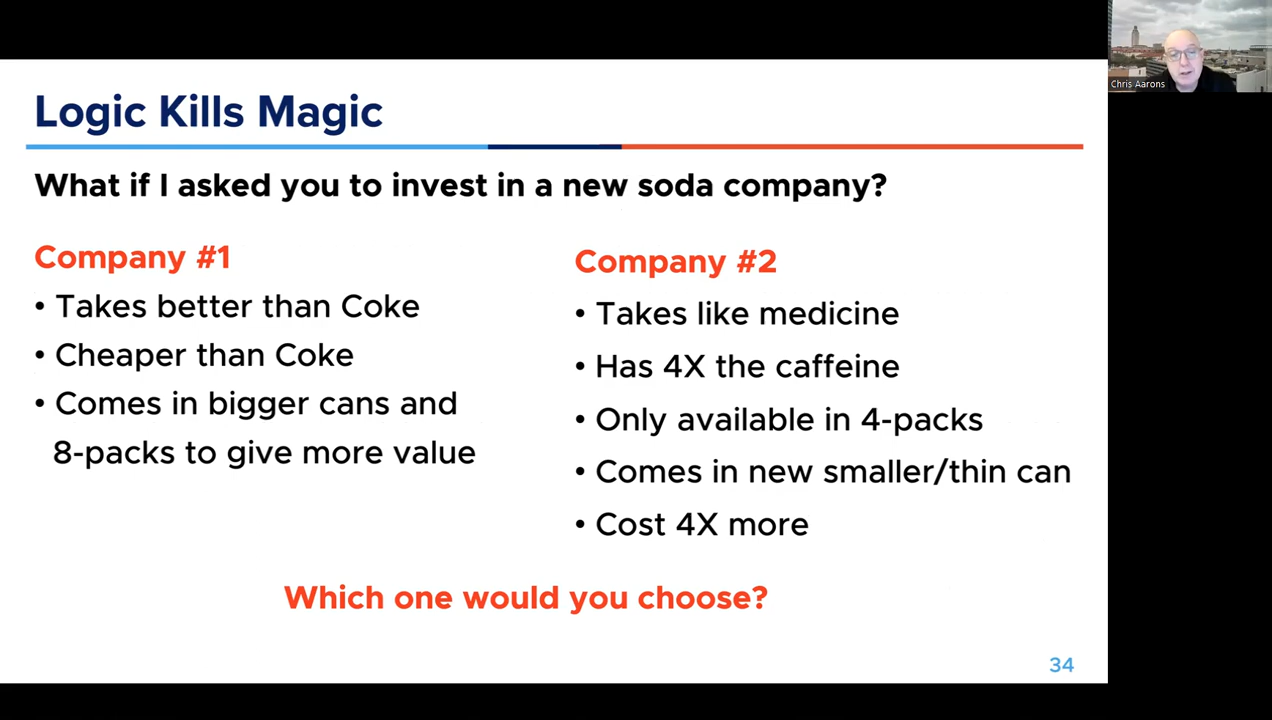 Logic Kills Magic
What if I asked you to invest in a new soda company?
Company #1
• Takes better than Coke
• Cheaper than Coke
• Comes in bigger cans and
8-packs to give more value
Company #2
• Takes like medicine
• Has 4X the caffeine
• Only available in 4-packs
• Comes in new smaller/thin can
• Cost 4X more
Which one would you choose?
34
Chris Aarons